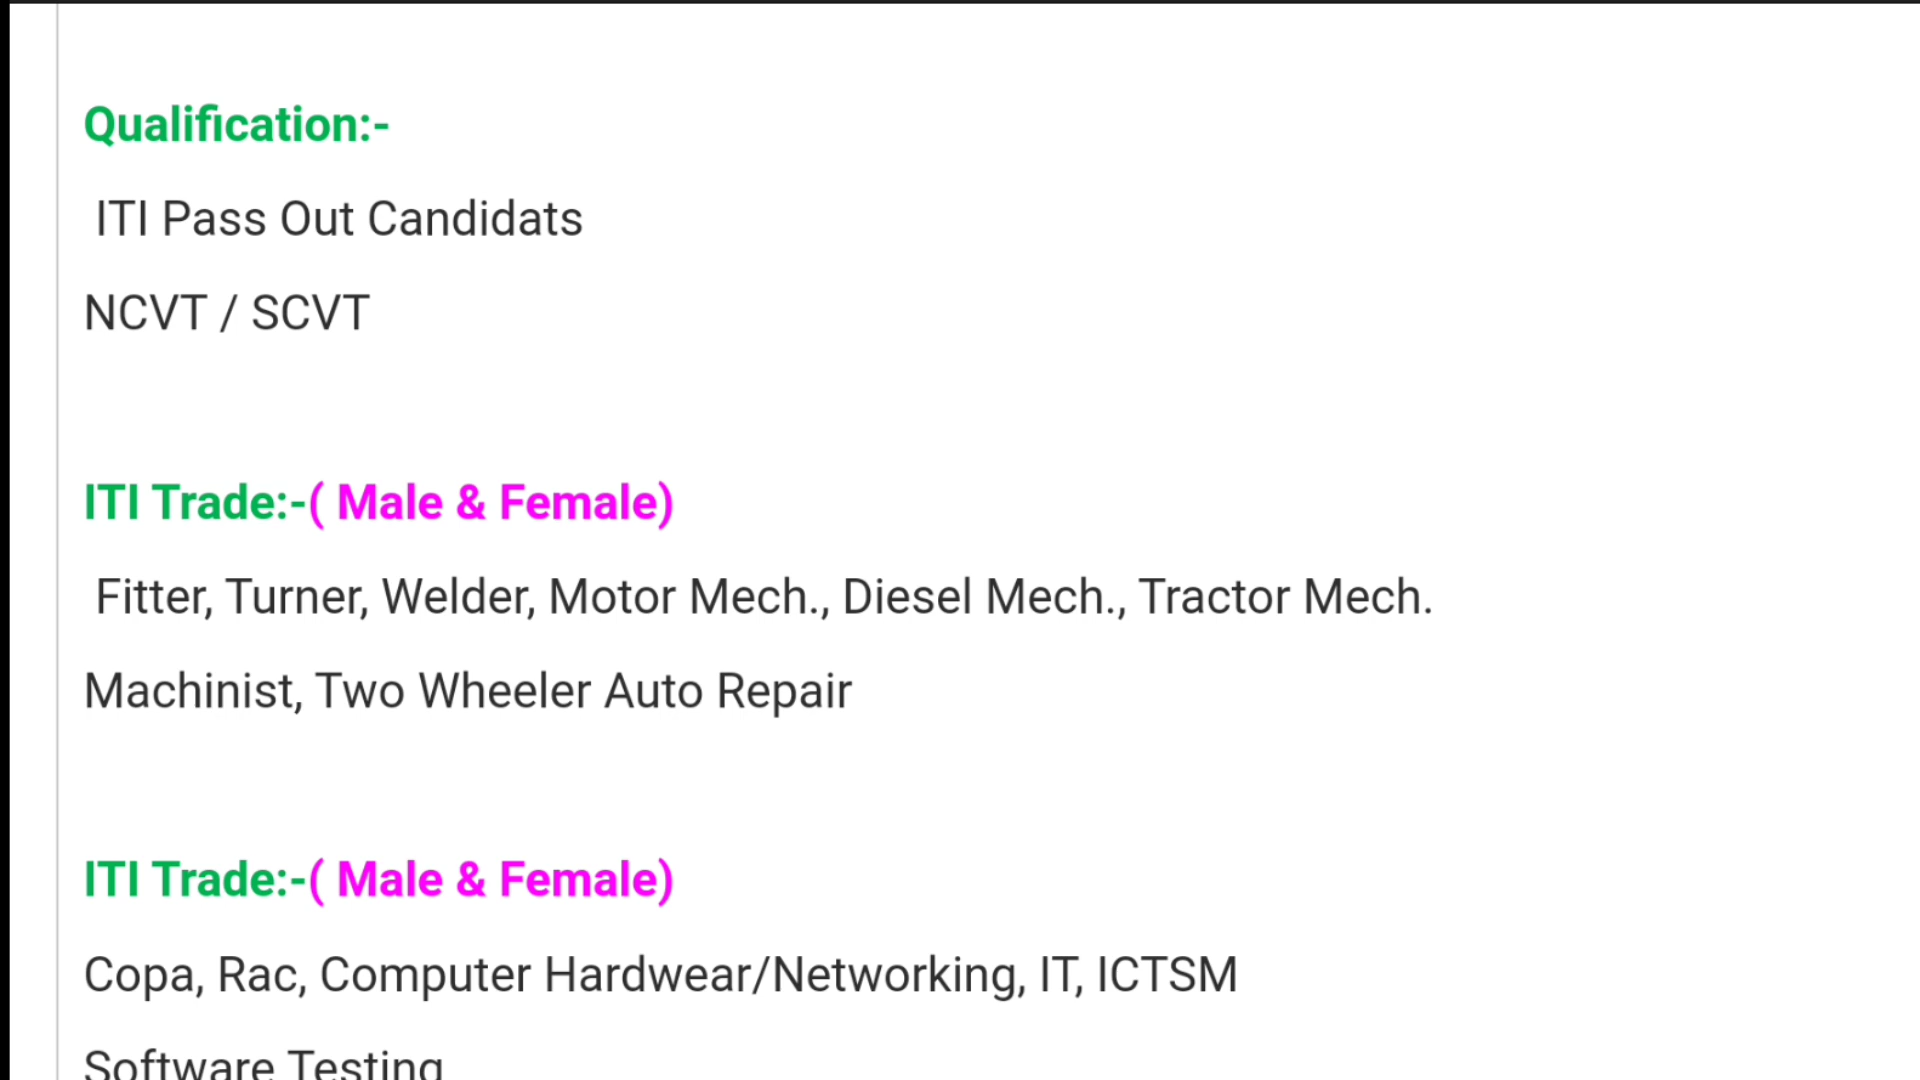 Qualification:-
ITI Pass Out Candidats
NCVT / SCVT
ITI Trade:-( Male & Female)
Fitter, Turner, Welder, Motor Mech., Diesel Mech., Tractor Mech.
Machinist, Two Wheeler Auto Repair
ITI Trade:-( Male & Female)
Copa, Rac, Computer Hardwear/Networking, IT, ICTSM
Software Testing